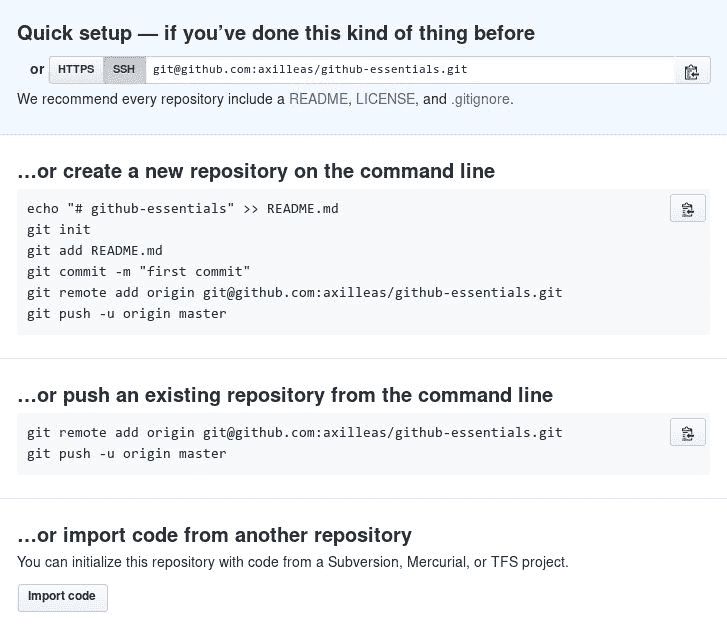 Quick setup — if you’ve done this kind of thing before
or HTTPS SSH git@github.com:axilleas/github-essentials.git
We recommend every repository include a README, LICENSE, and .gitignore.
…or create a new repository on the command line
echo "# github-essentials" >> README.md
git init
git add README.md
git commit -m "first commit"
git remote add origin git@github.com:axilleas/github-essentials.git
git push -u origin master
…or push an existing repository from the command line
git remote add origin git@github.com:axilleas/github-essentials.git
git push -u origin master
…or import code from another repository
You can initialize this repository with code from a Subversion, Mercurial, or TFS project.
Import code